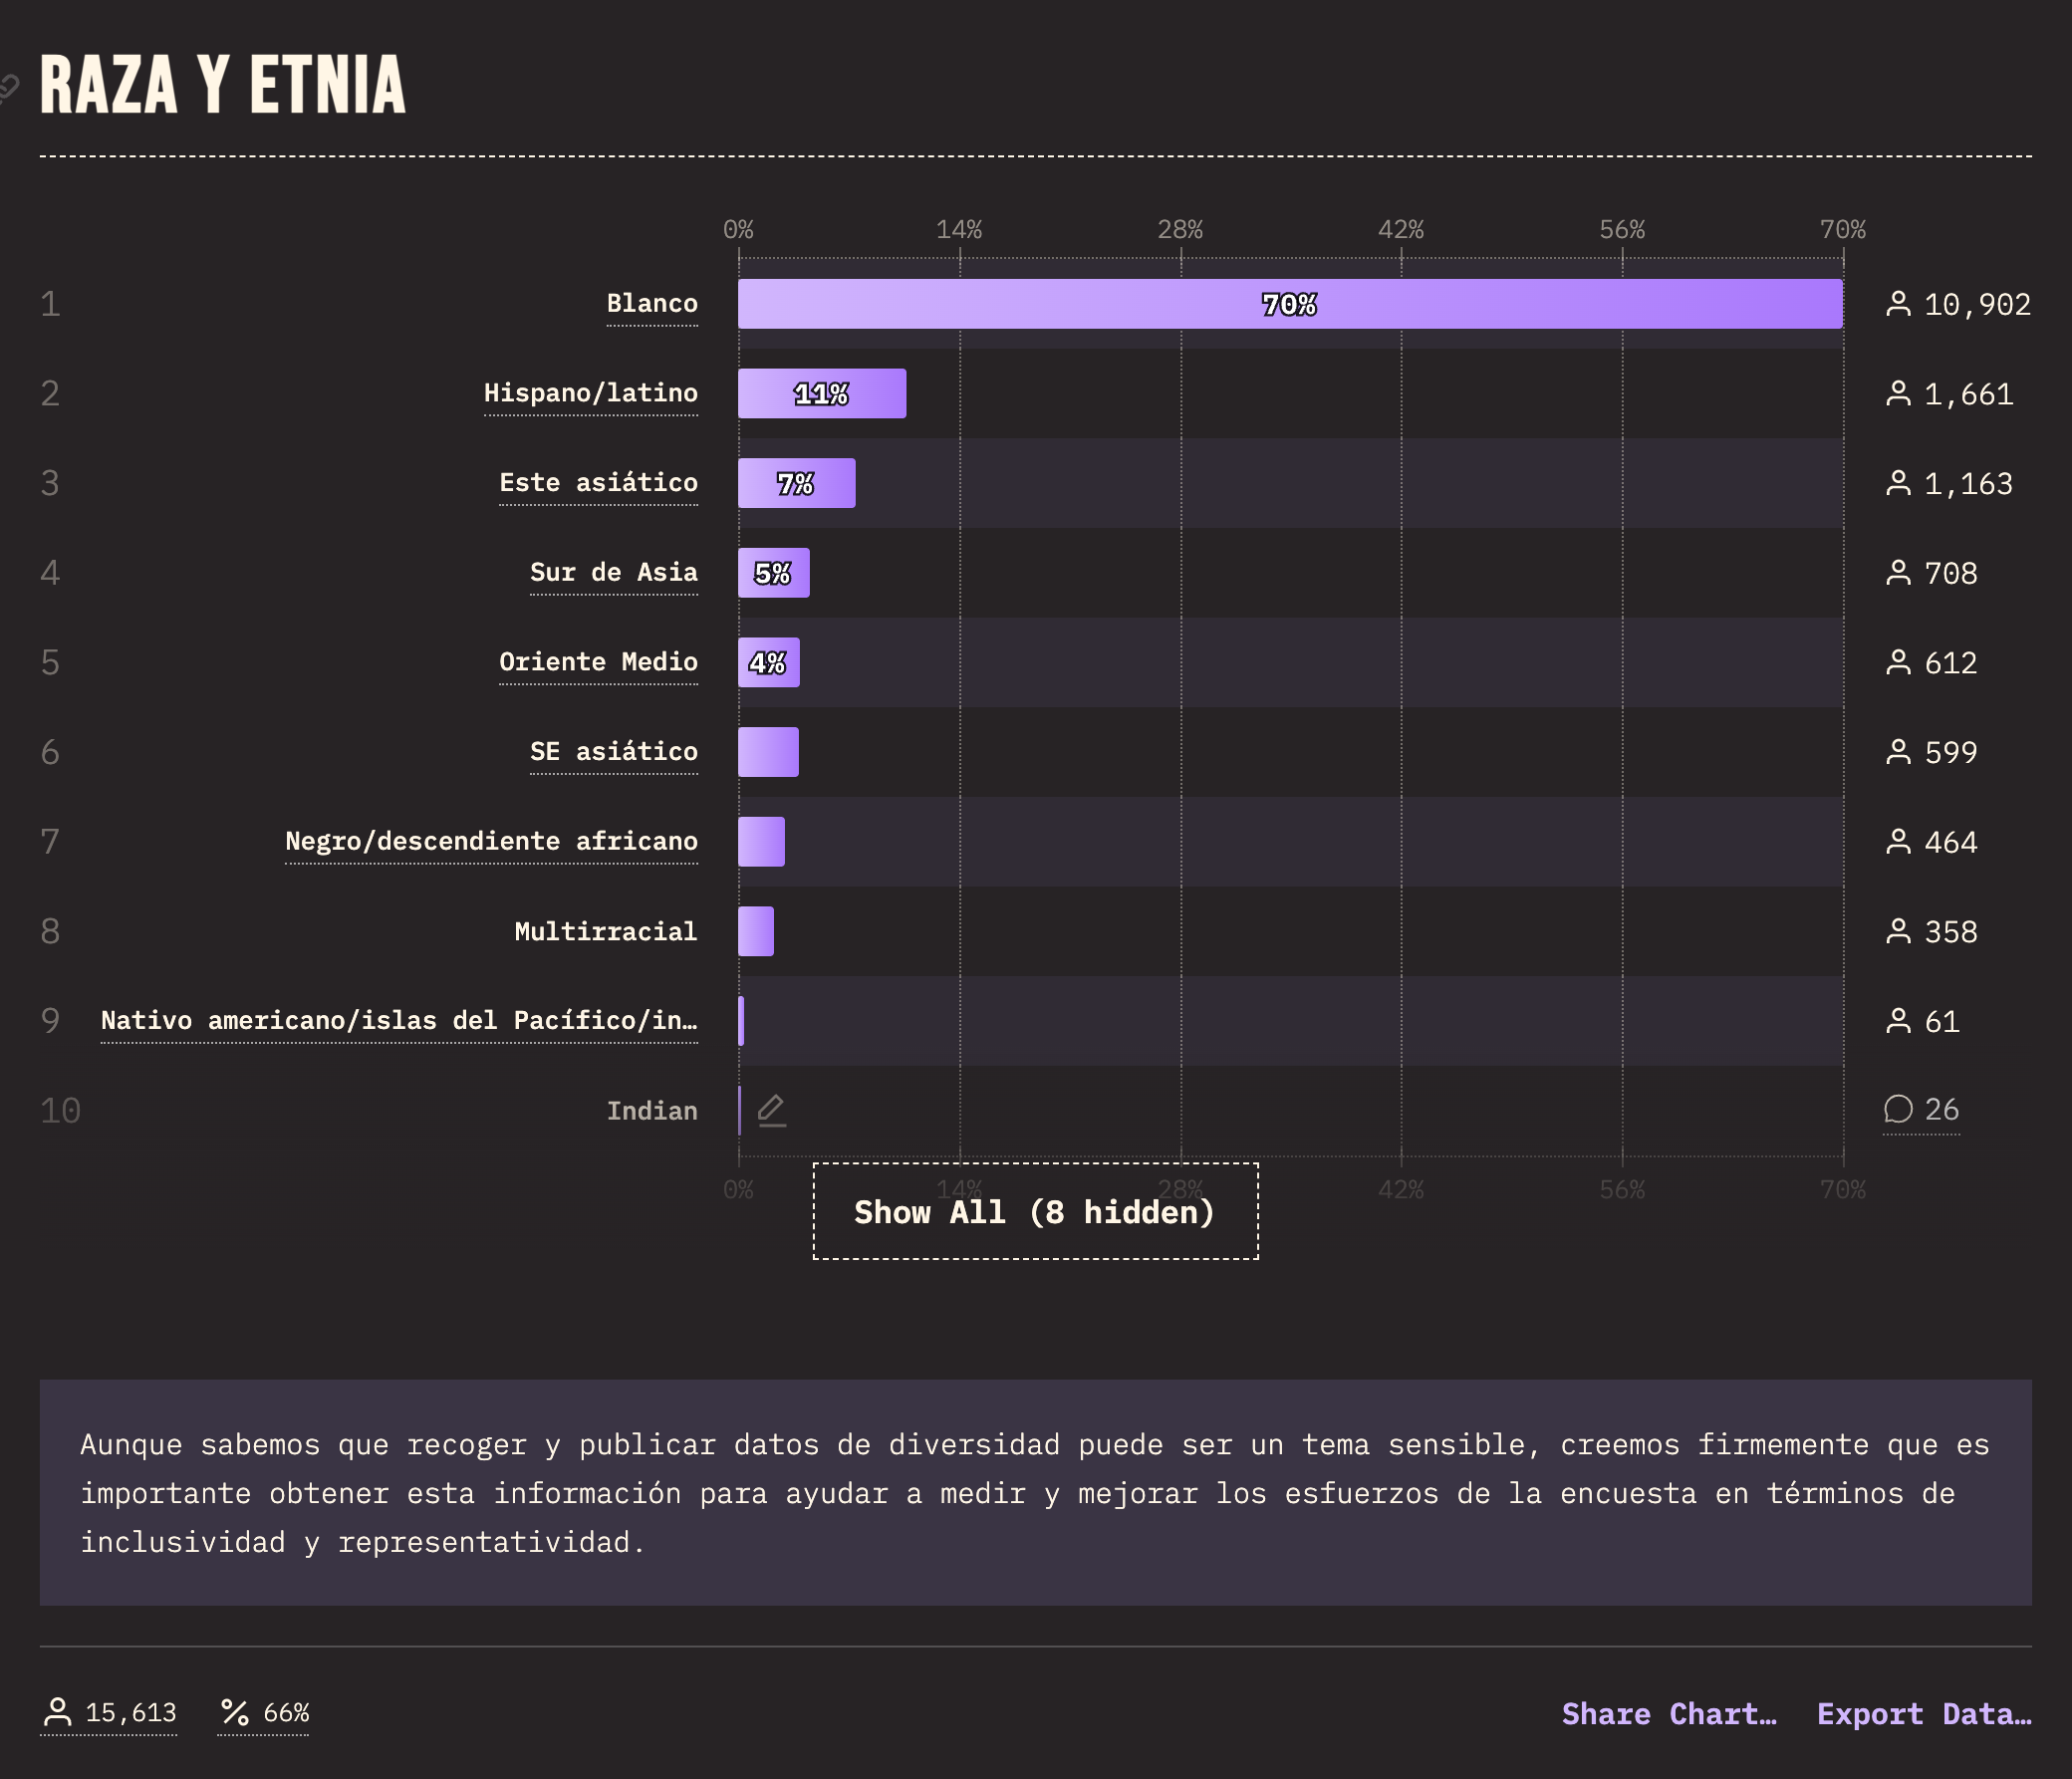 RAZA Y ETNIA
0% 14% 28% 42% 56% 70%
1 Blanco 70% 10,902
2 Hispano/latino 11% 1,661
3 Este asiático 7% 1,163
4 Sur de Asia 5% 708
5 Oriente Medio 4% 612
6 SE asiático 599
7 Negro/descendiente africano 464
8 Multirracial 358
9 Nativo americano/islas del Pacífico/in… 61
10 Indian 26
0% 14% 28% 42% 56% 70%
Show All (8 hidden)
Aunque sabemos que recoger y publicar datos de diversidad puede ser un tema sensible, creemos firmemente que es
importante obtener esta información para ayudar a medir y mejorar los esfuerzos de la encuesta en términos de
inclusividad y representatividad.
15,613 % 66% Share Chart… Export Data…